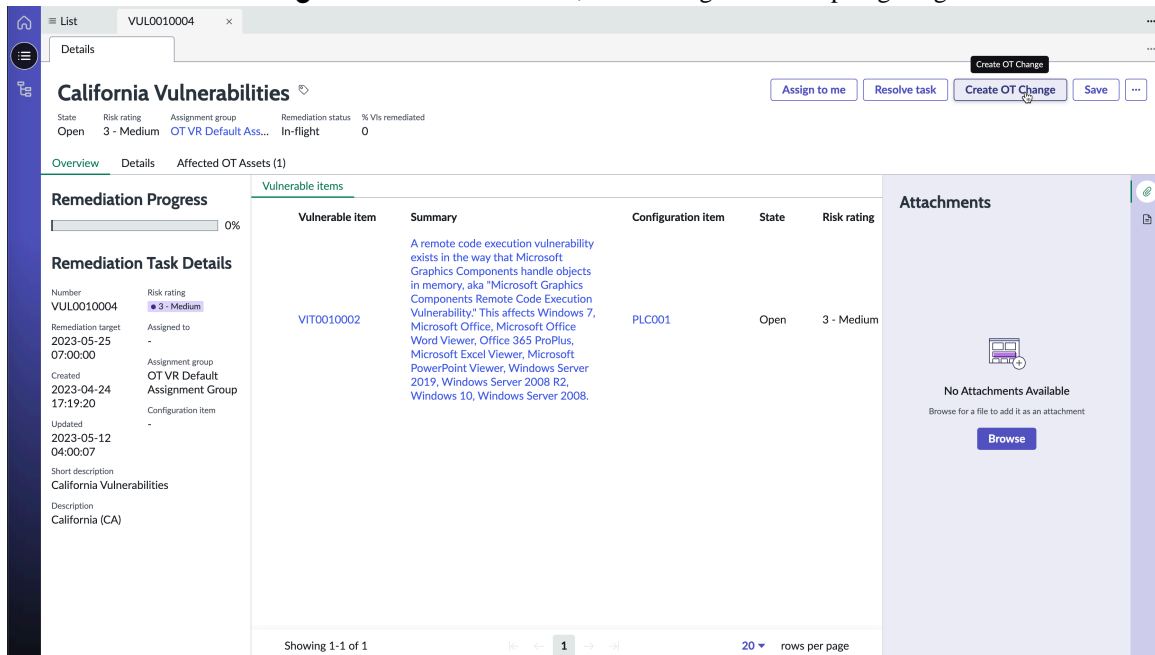 List
VUL0010004 ×
Details
Create OT Change
California Vulnerabilities
Assign to me
Resolve task
Create OT Change
Save
State
Open
Risk rating
3 - Medium
Assignment group
OT VR Default Ass...
Remediation status
In-flight
% VIs remediated
0
Overview
Details
Affected OT Assets (1)
Remediation Progress
0%
Remediation Task Details
Number
VUL0010004
Risk rating
3 - Medium
Remediation target
2023-05-25
07:00:00
Assigned to
-
Created
2023-04-24
17:19:20
Assignment group
OT VR Default
Assignment Group
Updated
2023-05-12
04:00:07
Configuration item
-
Short description
California Vulnerabilities
Description
California (CA)
Vulnerable items
Vulnerable item Summary Configuration item State Risk rating
VIT0010002
A remote code execution vulnerability
exists in the way that Microsoft
Graphics Components handle objects
in memory, aka "Microsoft Graphics
Components Remote Code Execution
Vulnerability." This affects Windows 7,
Microsoft Office, Microsoft Office
Word Viewer, Office 365 ProPlus,
Microsoft Excel Viewer, Microsoft
PowerPoint Viewer, Windows Server
2019, Windows Server 2008 R2,
Windows 10, Windows Server 2008.
PLC001
Open
3 - Medium
Showing 1-1 of 1
1
20 rows per page
Attachments
No Attachments Available
Browse for a file to add it as an attachment
Browse